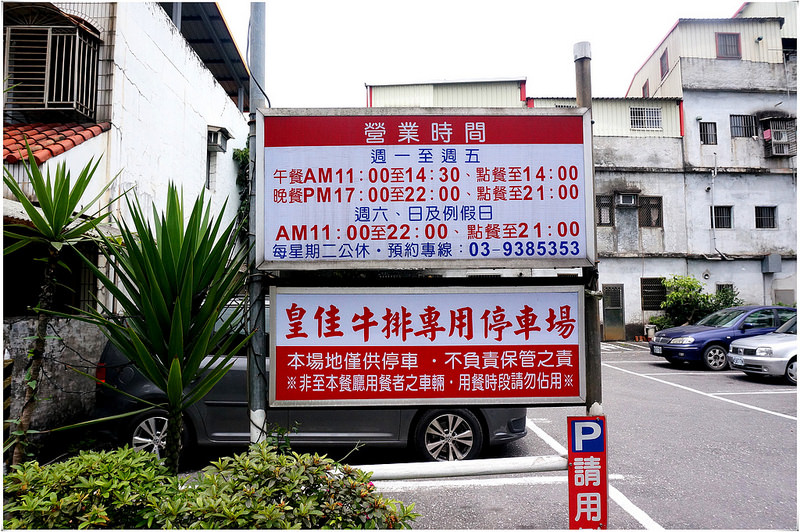 營業時間
週一至週五
午餐AM11：00至14：30、點餐至14：00
晚餐PM17：00至22：00、點餐至21：00
週六、日及例假日
AM11：00至22：00、點餐至21：00
每星期二公休・預約專線：03-9385353
皇佳牛排專用停車場
本場地僅供停車・不負責保管之責
※非至本餐廳用餐者之車輛・用餐時段請勿佔用※
P
請用